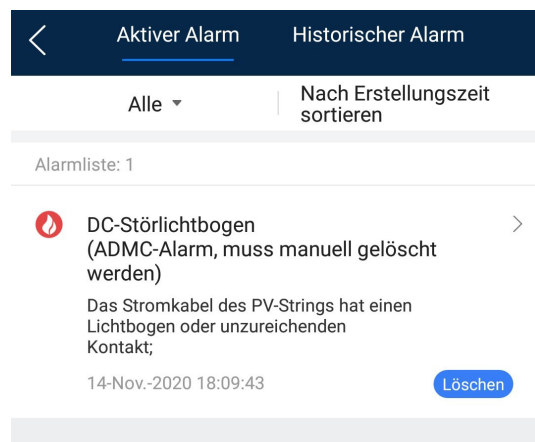 Aktiver Alarm
Historischer Alarm
Alle
Nach Erstellungszeit
sortieren
Alarmliste: 1
DC-Störlichtbogen
(ADMC-Alarm, muss manuell gelöscht
werden)
Das Stromkabel des PV-Strings hat einen
Lichtbogen oder unzureichenden
Kontakt;
14-Nov.-2020 18:09:43
Löschen